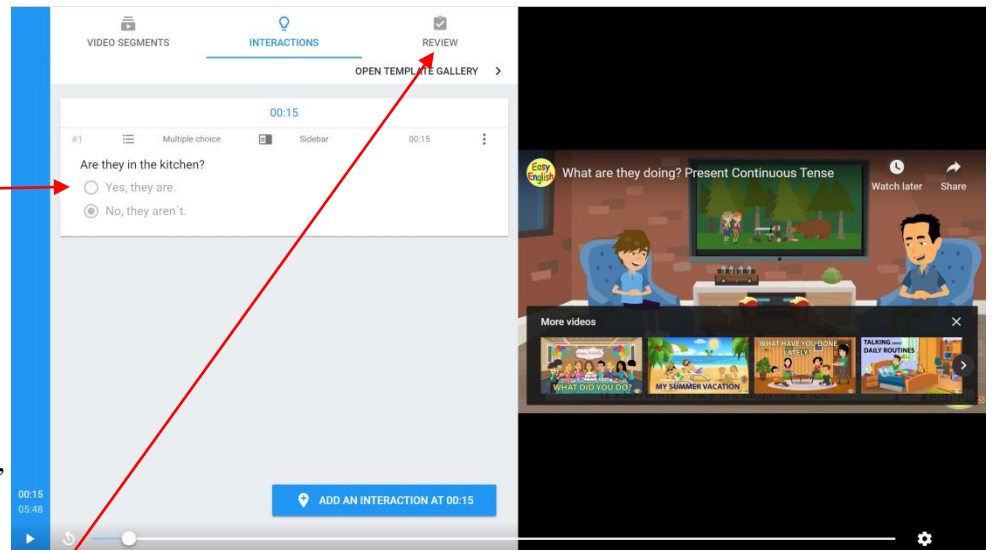 VIDEO SEGMENTS
INTERACTIONS
REVIEW
OPEN TEMPLATE GALLERY
00:15
#1 Multiple choice Sidebar 00:15
Are they in the kitchen?
Yes, they are.
No, they aren´t.
ADD AN INTERACTION AT 00:15
00:15
05:48
,
Easy
English
What are they doing? Present Continuous Tense
Watch later
Share
More videos
WHAT DID YOU DO?
MY SUMMER VACATION
WHAT HAVE YOU DONE
LATELY?
TALKING
DAILY ROUTINES